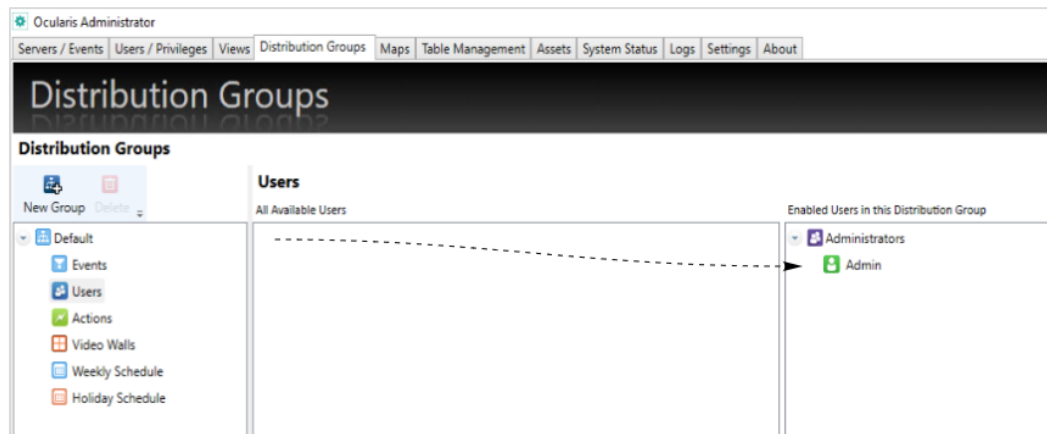 Ocularis Administrator
Servers / Events Users / Privileges Views Distribution Groups Maps Table Management Assets System Status Logs Settings About
Distribution Groups
Distribution Groups
New Group Delete
Users
All Available Users
Enabled Users in this Distribution Group
Default
Events
Users
Actions
Video Walls
Weekly Schedule
Holiday Schedule
Administrators
Admin